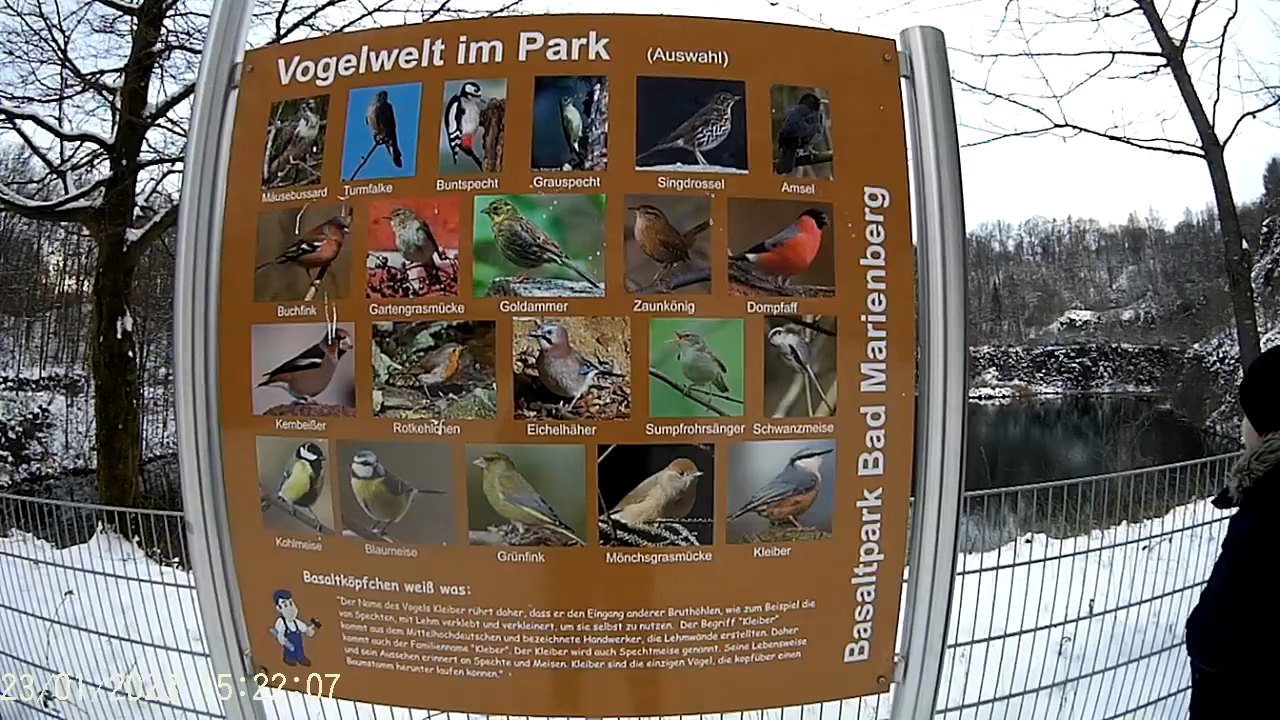 Vogelwelt im Park (Auswahl)
Mäusebussard Turmfalke Buntspecht Grauspecht Singdrossel Amsel
Buchfink Gartengrasmücke Goldammer Zaunkönig Dompfaff
Kernbeißer Rotkehlchen Eichelhäher Sumpfrohrsänger Schwanzmeise
Kohlmeise Blaumeise Grünfink Mönchsgrasmücke Kleiber
Basaltpark Bad Marienberg
Basaltköpfchen weiß was:
"Der Name des Vogels Kleiber rührt daher, dass er den Eingang anderer Bruthöhlen, wie zum Beispiel die
von Spechten, mit Lehm verklebt und verkleinert, um sie selbst zu nutzen. Der Begriff "Kleiber"
kommt aus dem Mittelhochdeutschen und bezeichnete Handwerker, die Lehmwände erstellten. Daher
kommt auch der Familienname "Kleber". Der Kleiber wird auch Spechtmeise genannt. Seine Lebensweise
und sein Aussehen erinnert an Spechte und Meisen. Kleiber sind die einzigen Vögel, die kopfüber einen
Baumstamm herunter laufen können."